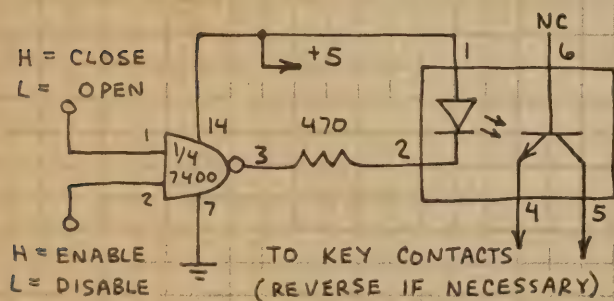 NC
H = CLOSE
L = OPEN
+5
1
6
1
14
470
1/4
7400
3
2
2
7
4
5
H = ENABLE
L = DISABLE
TO KEY CONTACTS
(REVERSE IF NECESSARY)